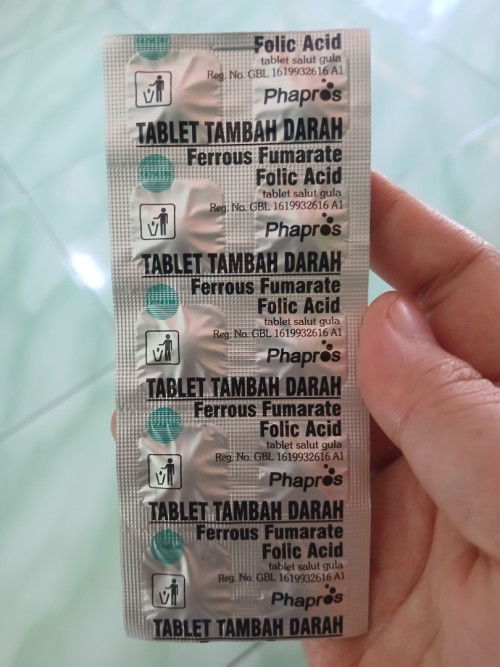 Folic Acid
tablet salut gula
Reg. No. GBL 1619932616 A1
Phapros
TABLET TAMBAH DARAH
Ferrous Fumarate
Folic Acid
tablet salut gula
Reg. No. GBL 1619932616 A1
Phapros
TABLET TAMBAH DARAH
Ferrous Fumarate
Folic Acid
tablet salut gula
Reg. No. GBL 1619932616 A1
Phapros
TABLET TAMBAH DARAH
Ferrous Fumarate
Folic Acid
tablet salut gula
Reg. No. GBL 1619932616 A1
Phapros
TABLET TAMBAH DARAH
Ferrous Fumarate
Folic Acid
tablet salut gula
Reg. No. GBL 1619932616 A1
Phapros
TABLET TAMBAH DARAH